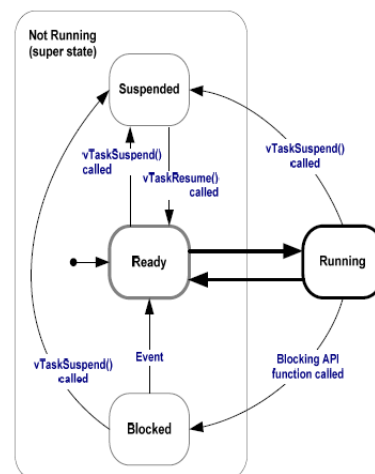 Not Running
(super state)
Suspended
vTaskSuspend()
called
vTaskResume()
called
vTaskSuspend()
called
Ready
Running
Event
vTaskSuspend()
called
Blocking API
function called
Blocked